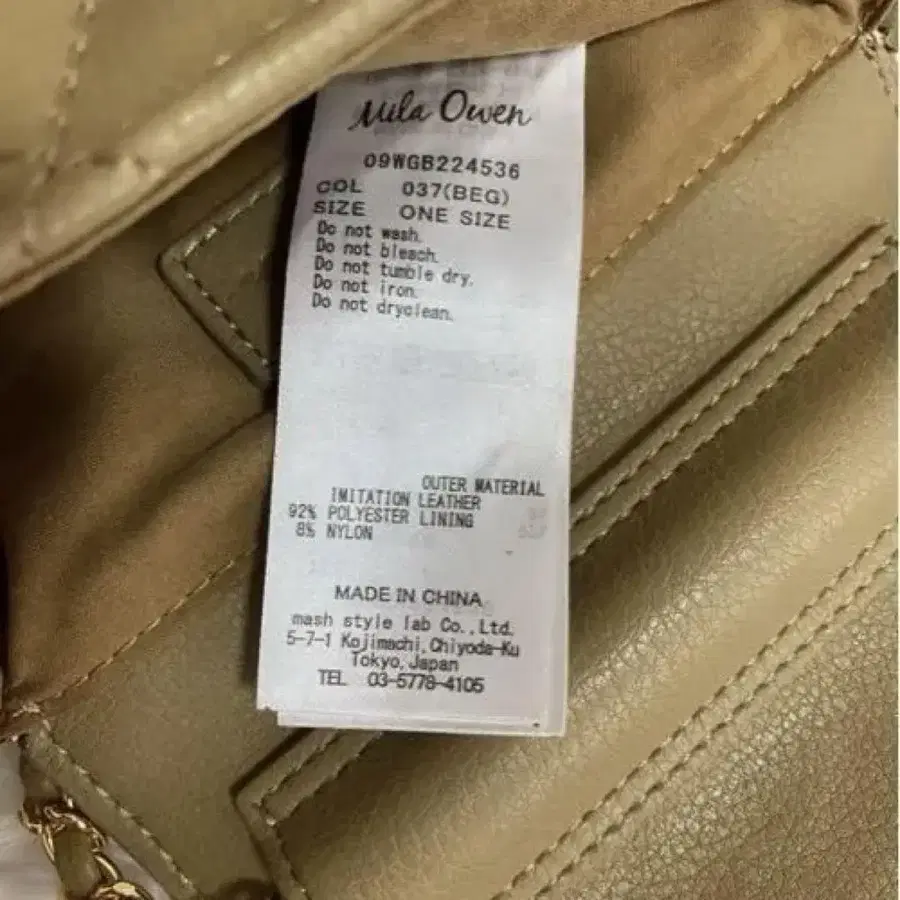 Mila Owen
09WGB224536
COL 037(BEG)
SIZE ONE SIZE
Do not wash.
Do not bleach.
Do not tumble dry.
Do not iron.
Do not dryclean.
OUTER MATERIAL
IMITATION LEATHER
92% POLYESTER LINING
8% NYLON
MADE IN CHINA
mash style lab Co.,Ltd.
5-7-1 Kojimachi,Chiyoda-Ku
Tokyo,Japan
TEL 03-5778-4105